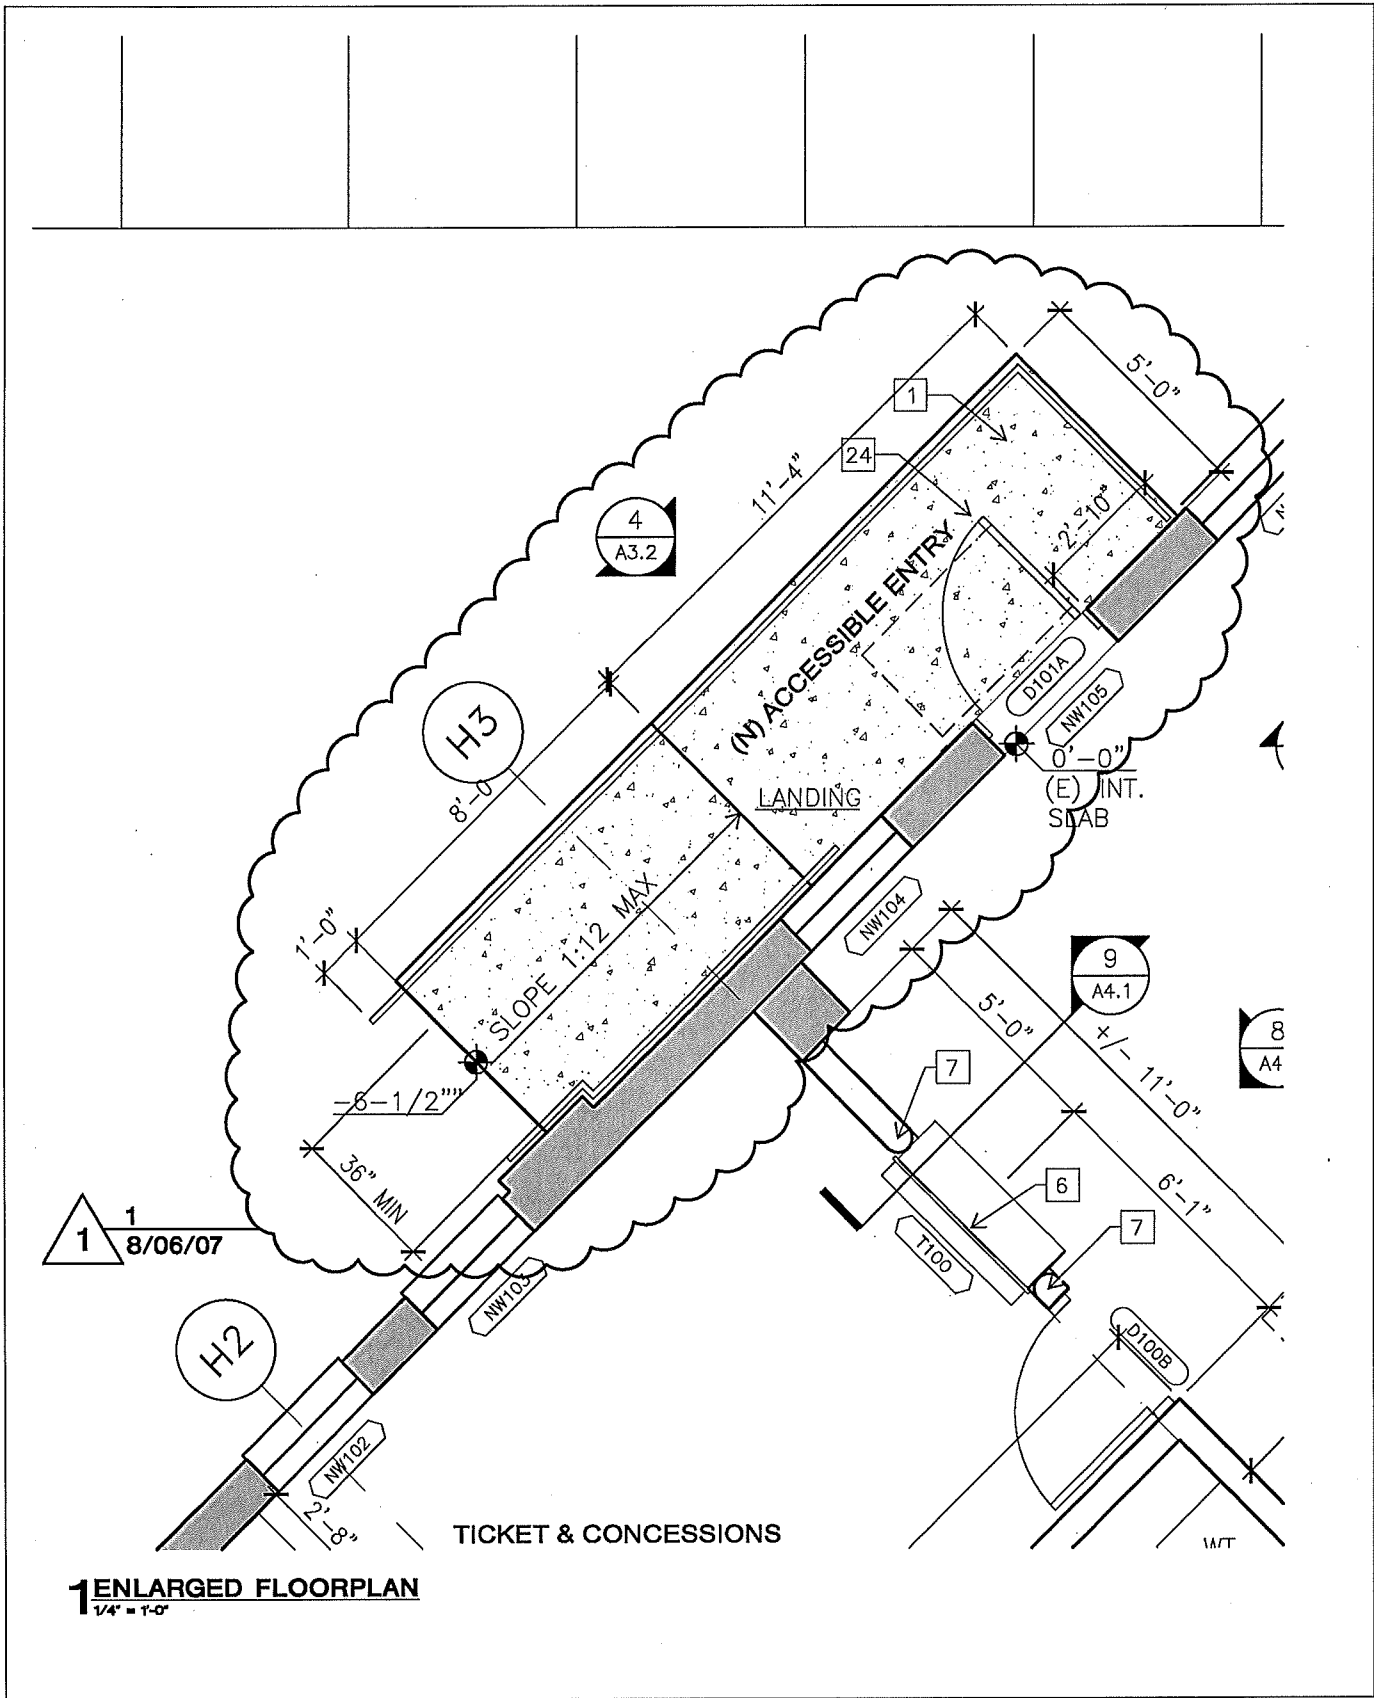 5'-0"
1
24
11'-4"
2'-10"
4
A3.2
(N) ACCESSIBLE ENTRY
D101A
NW105
H3
0'-0"
(E) INT.
SLAB
LANDING
8'-0
SLOPE 1:12 MAX
NW104
1'-0"
9
A4.1
5'-0"
+/- 11'-0"
8
A4
7
-6-1/2""
36" MIN
6
6'-1"
1
1
8/06/07
7
T100
NW103
H2
D100B
NW102
2'-8"
TICKET & CONCESSIONS
WT
1 ENLARGED FLOORPLAN
1/4" = 1'-0"